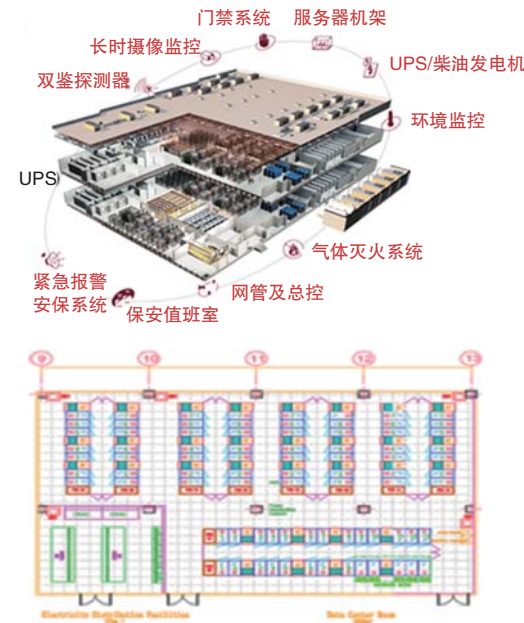 门禁系统
服务器机架
长时摄像监控
UPS/柴油发电机
双鉴探测器
环境监控
UPS
气体灭火系统
紧急报警
安保系统
网管及总控
保安值班室
9
10
11
12
13
Electricity Distribution Facilities
Data Center Room